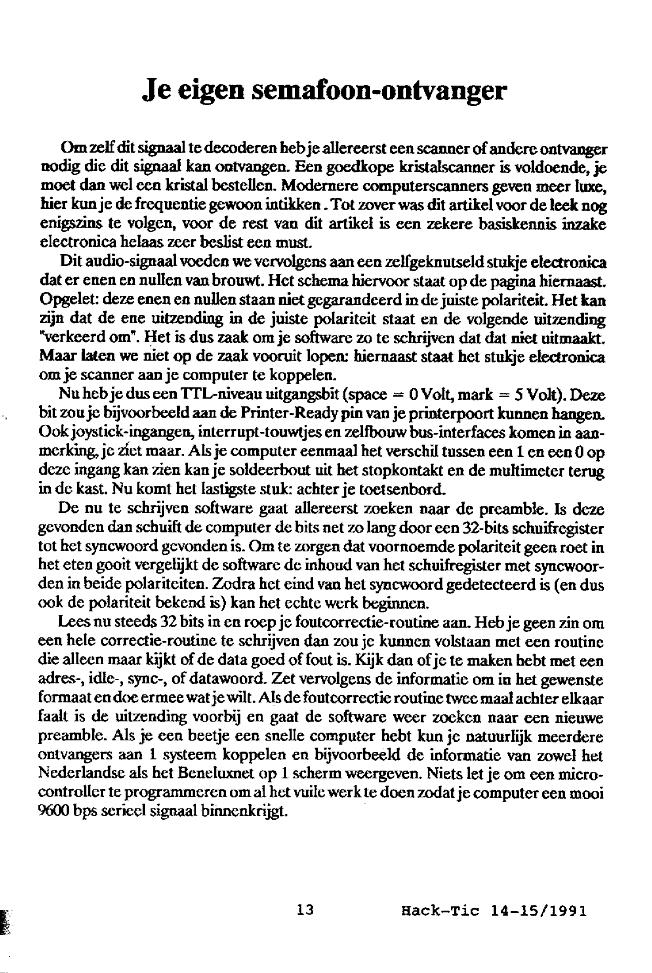 Je eigen semafoon-ontvanger
Om zelf dit signaal te decoderen heb je allereerst een scanner of andere ontvanger
nodig die dit signaal kan ontvangen. Een goedkope kristalscanner is voldoende, je
moet dan wel een kristal bestellen. Modernere computerscanners geven meer luxe,
hier kun je de frequentie gewoon intikken . Tot zover was dit artikel voor de leek nog
enigszins te volgen, voor de rest van dit artikel is een zekere basiskennis inzake
electronica helaas zeer beslist een must.
Dit audio-signaal voeden we vervolgens aan een zelfgeknutseld stukje electronica
dat er enen en nullen van brouwt. Het schema hiervoor staat op de pagina hiernaast.
Opgelet: deze enen en nullen staan niet gegarandeerd in de juiste polariteit. Het kan
zijn dat de ene uitzending in de juiste polariteit staat en de volgende uitzending
"verkeerd om". Het is dus zaak om je software zo te schrijven dat dat niet uitmaakt.
Maar laten we niet op de zaak vooruit lopen: hiernaast staat het stukje electronica
om je scanner aan je computer te koppelen.
Nu heb je dus een TTL-niveau uitgangsbit (space = 0 Volt, mark = 5 Volt). Deze
bit zou je bijvoorbeeld aan de Printer-Ready pin van je printerpoort kunnen hangen.
Ook joystick-ingangen, interrupt-touwtjes en zelfbouw bus-interfaces komen in aan-
merking, je ziet maar. Als je computer eenmaal het verschil tussen een 1 en een 0 op
deze ingang kan zien kan je soldeerbout uit het stopkontakt en de multimeter terug
in de kast. Nu komt het lastigste stuk: achter je toetsenbord.
De nu te schrijven software gaat allereerst zoeken naar de preamble. Is deze
gevonden dan schuift de computer de bits net zo lang door een 32-bits schuifregister
tot het syncwoord gevonden is. Om te zorgen dat voornoemde polariteit geen roet in
het eten gooit vergelijkt de software de inhoud van het schuifregister met syncwoor-
den in beide polariteiten. Zodra het eind van het syncwoord gedetecteerd is (en dus
ook de polariteit bekend is) kan het echte werk beginnen.
Lees nu steeds 32 bits in en roep je foutcorrectie-routine aan. Heb je geen zin om
een hele correctie-routine te schrijven dan zou je kunnen volstaan met een routine
die alleen maar kijkt of de data goed of fout is. Kijk dan of je te maken hebt met een
adres-, idle-, sync-, of datawoord. Zet vervolgens de informatie om in het gewenste
formaat en doe ermee wat je wilt. Als de foutcorrectie routine twee maal achter elkaar
faalt is de uitzending voorbij en gaat de software weer zoeken naar een nieuwe
preamble. Als je een beetje een snelle computer hebt kun je natuurlijk meerdere
ontvangers aan 1 systeem koppelen en bijvoorbeeld de informatie van zowel het
Nederlandse als het Beneluxnet op 1 scherm weergeven. Niets let je om een micro-
controller te programmeren om al het vuile werk te doen zodat je computer een mooi
9600 bps serieel signaal binnenkrijgt.
13 Hack-Tic 14-15/1991